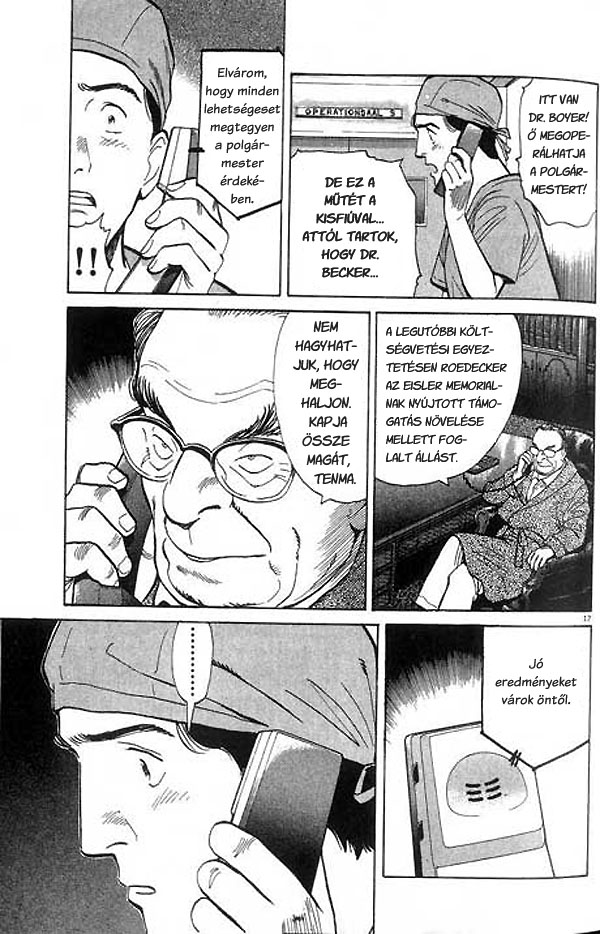 ITT VAN
DR. BOYER!
Ő MEGOPE-
RÁLHATJA
A POLGÁR-
MESTERT!
OPERATIONSAAL 5
DE EZ A
MŰTÉT A
KISFIÚVAL...
ATTÓL TARTOK,
HOGY DR.
BECKER...
Elvárom,
hogy minden
lehetségeset
megtegyen
a polgár-
mester
érdeké-
ben.
!!
A LEGUTÓBBI KÖLT-
SÉGVETÉSI EGYEZ-
TETÉSEN ROEDECKER
AZ EISLER MEMORIAL-
NAK NYÚJTOTT TÁMO-
GATÁS NÖVELÉSE
MELLETT FOG-
LALT ÁLLÁST.
NEM
HAGYHAT-
JUK, HOGY
MEG-
HALJON.
KAPJA
ÖSSZE
MAGÁT,
TENMA.
17
Jó
eredményeket
várok öntől.
........